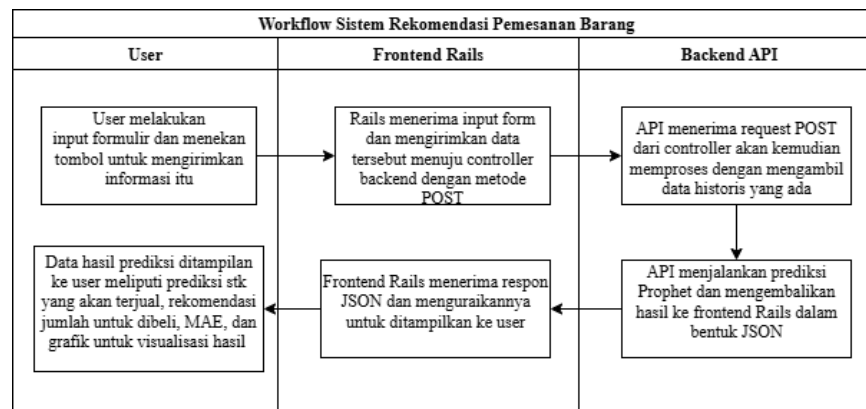 Workflow Sistem Rekomendasi Pemesanan Barang
User
Frontend Rails
Backend API
User melakukan
input formulir dan menekan
tombol untuk mengirimkan
informasi itu
Rails menerima input form
dan mengirimkan data
tersebut menuju controller
backend dengan metode
POST
API menerima request POST
dari controller akan kemudian
memproses dengan mengambil
data historis yang ada
API menjalankan prediksi
Prophet dan mengembalikan
hasil ke frontend Rails dalam
bentuk JSON
Frontend Rails menerima respon
JSON dan menguraikannya
untuk ditampilkan ke user
Data hasil prediksi ditampilan
ke user meliputi prediksi stk
yang akan terjual, rekomendasi
jumlah untuk dibeli, MAE, dan
grafik untuk visualisasi hasil